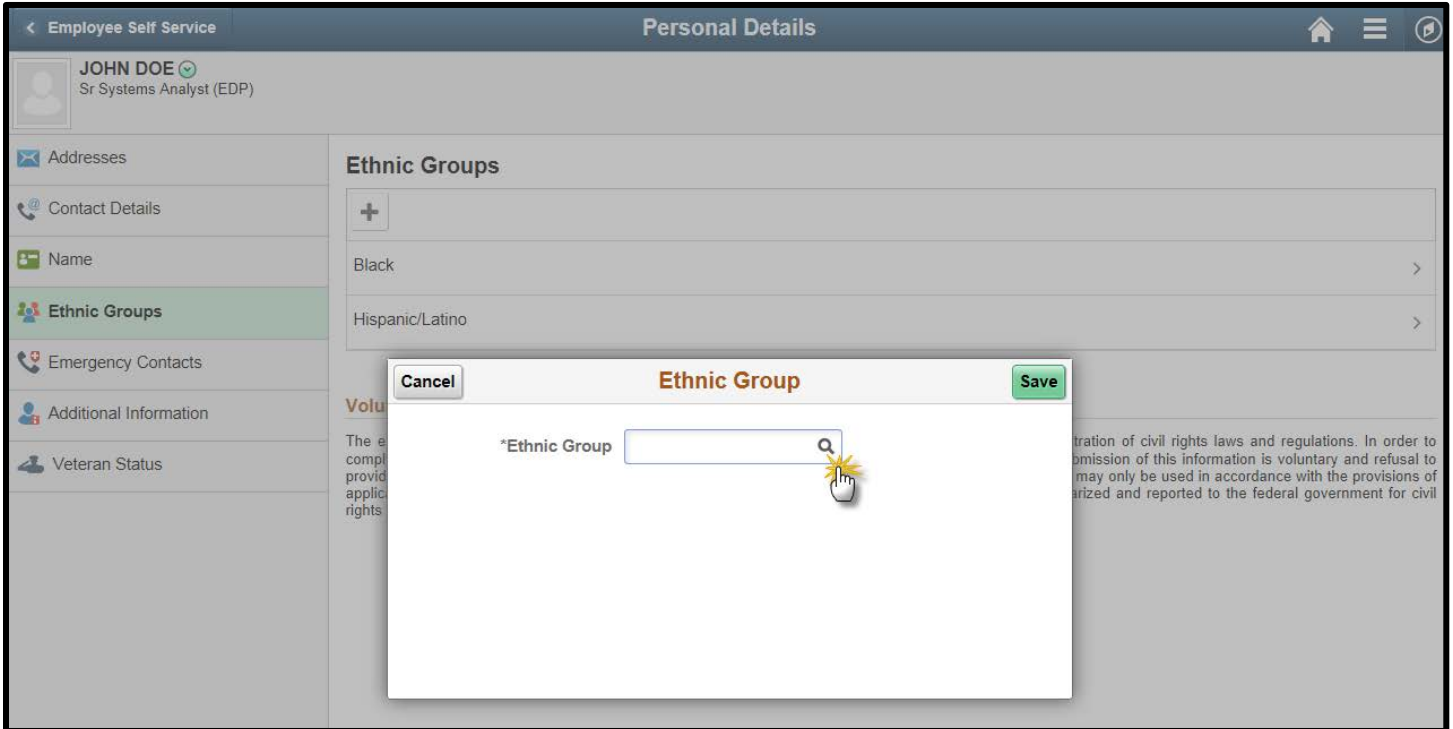 Employee Self Service
Personal Details
JOHN DOE
Sr Systems Analyst (EDP)
Addresses
Contact Details
Name
Ethnic Groups
Emergency Contacts
Additional Information
Veteran Status
Ethnic Groups
Black
Hispanic/Latino
Cancel
Ethnic Group
Save
*Ethnic Group
The
tration of civil rights laws and regulations. In order to
bmission of this information is voluntary and refusal to
may only be used in accordance with the provisions of
arized and reported to the federal government for civil
rights